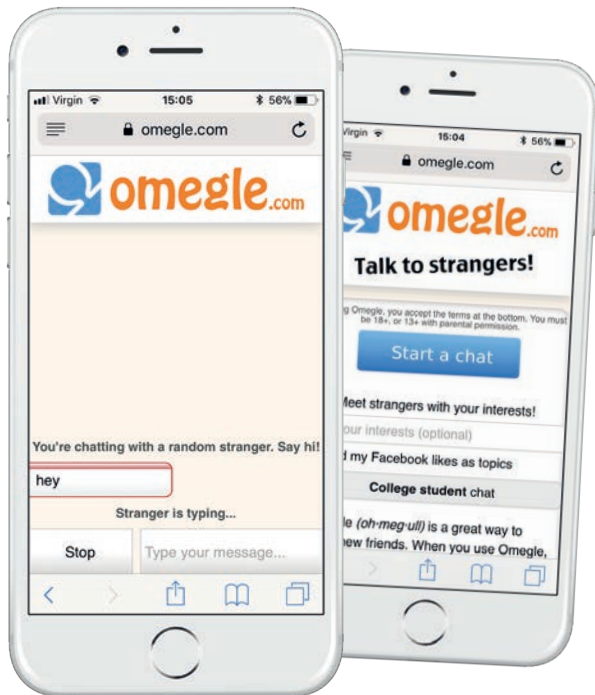 Virgin 15:05 56%
omegle.com
omegle.com
You're chatting with a random stranger. Say hi!
hey
Stranger is typing...
Stop Type your message...
Virgin 15:04 56%
omegle.com
omegle.com
Talk to strangers!
g Omegle, you accept the terms at the bottom. You must
be 18+, or 13+ with parental permission.
Start a chat
Meet strangers with your interests!
our interests (optional)
d my Facebook likes as topics
College student chat
le (oh·meg·ull) is a great way to
new friends. When you use Omegle,